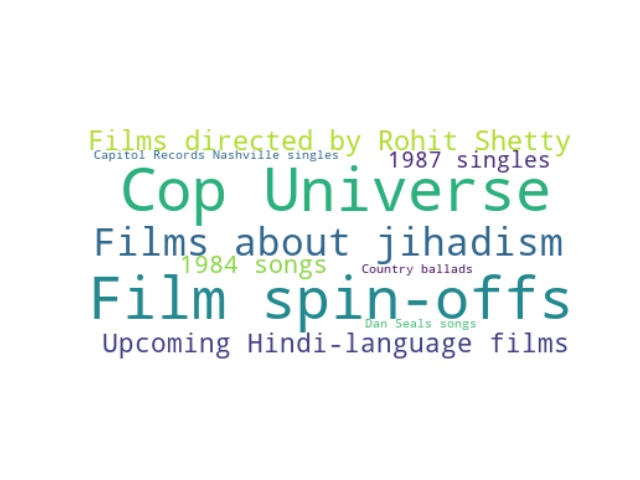 Films directed by Rohit Shetty
Capitol Records Nashville singles
1987 singles
Cop Universe
Films about jihadism
1984 songs
Country ballads
Film spin-offs
Dan Seals songs
Upcoming Hindi-language films